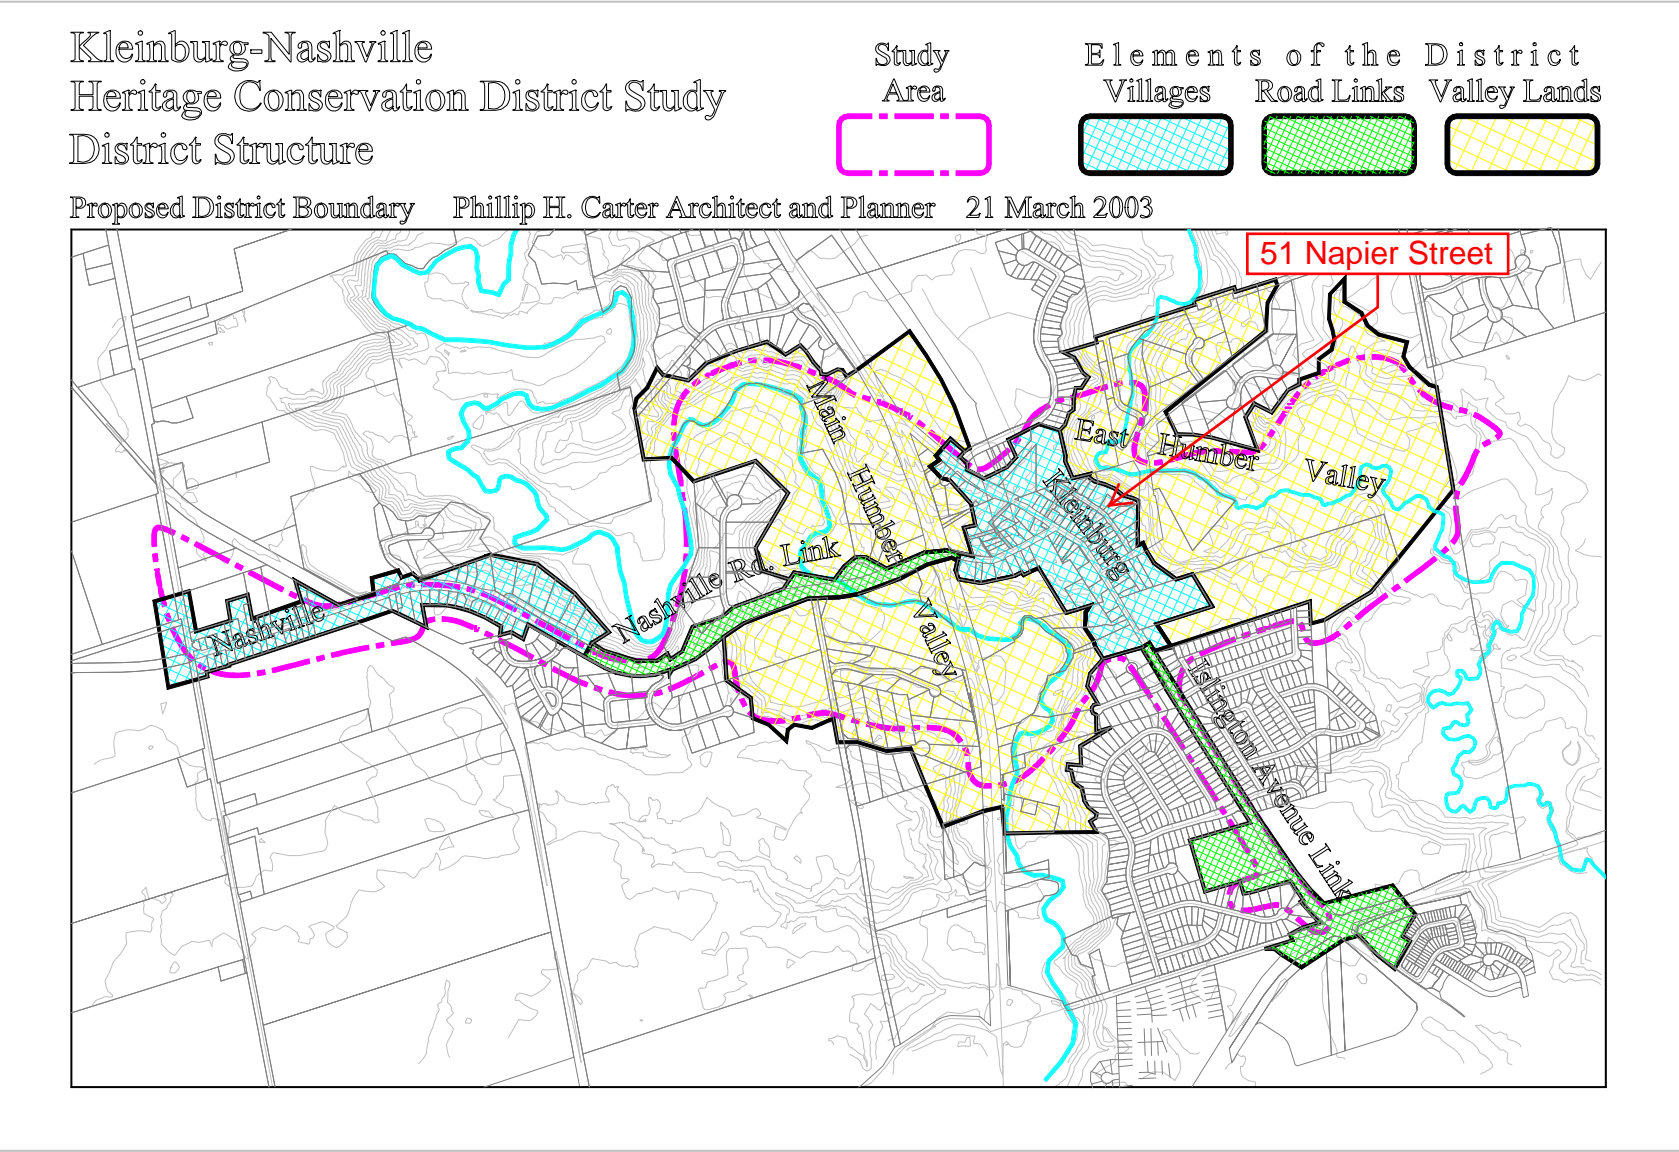 Kleinburg-Nashville
Heritage Conservation District Study
District Structure
Study
Area
Elements of the District
Villages
Road Links
Valley Lands
Proposed District Boundary
Phillip H. Carter Architect and Planner
21 March 2003
51 Napier Street
Main
Humber
Valley
East
Humber
Valley
Kleinburg
Nashville Rd. Link
Nashville
Islington Avenue Link